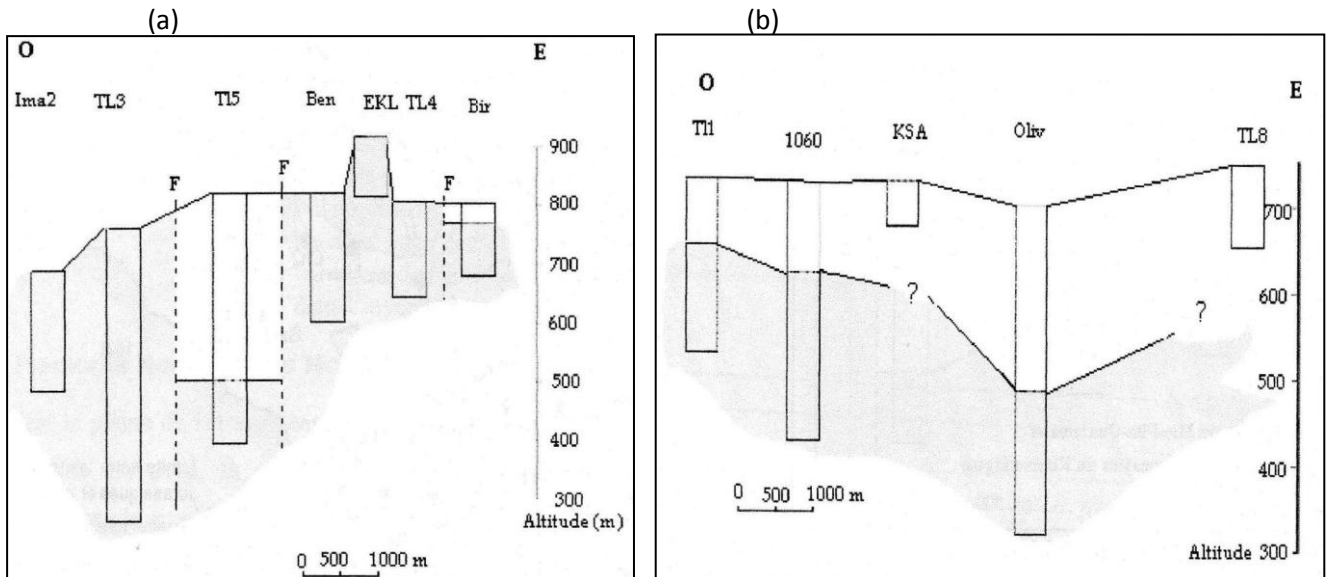 (a)
O E
Ima2 TL3 Tl5 Ben EKL TL4 Bir
F F F
900
800
700
600
500
400
300
Altitude (m)
0 500 1000 m
(b)
O E
Tl1 1060 KSA Oliv TL8
700
600
500
400
Altitude 300
? ?
0 500 1000 m